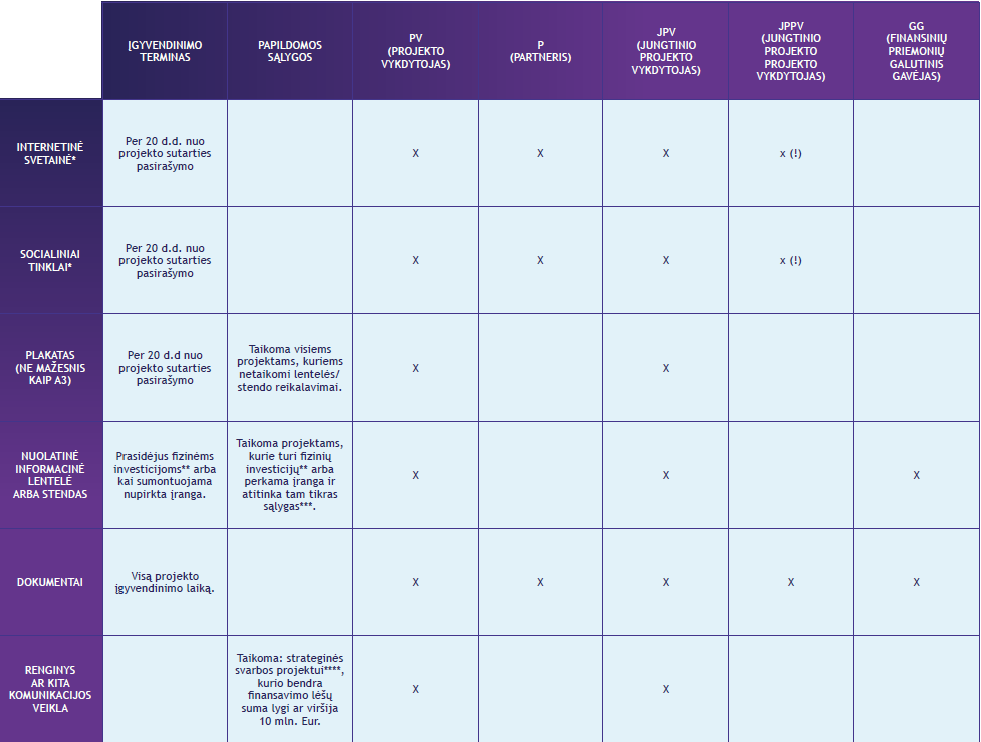 ĮGYVENDINIMO
TERMINAS
PAPILDOMOS
SĄLYGOS
PV
(PROJEKTO
VYKDYTOJAS)
P
(PARTNERIS)
JPV
(JUNGTINIO
PROJEKTO
VYKDYTOJAS)
JPPV
(JUNGTINIO
PROJEKTO
PROJEKTO
VYKDYTOJAS)
GG
(FINANSINIŲ
PRIEMONIŲ
GALUTINIS
GAVĖJAS)
INTERNETINĖ
SVETAINĖ*
Per 20 d.d. nuo
projekto sutarties
pasirašymo
X
X
X
x (!)
SOCIALINIAI
TINKLAI*
Per 20 d.d. nuo
projekto sutarties
pasirašymo
X
X
X
x (!)
PLAKATAS
(NE MAŽESNIS
KAIP A3)
Per 20 d.d nuo
projekto sutarties
pasirašymo
Taikoma visiems
projektams, kuriems
netaikomi lentelės/
stendo reikalavimai.
X
X
NUOLATINĖ
INFORMACINĖ
LENTELĖ
ARBA STENDAS
Prasidėjus fizinėms
investicijoms** arba
kai sumontuojama
nupirkta įranga.
Taikoma projektams,
kurie turi fizinių
investicijų** arba
perkama įranga ir
atitinka tam tikras
sąlygas***.
X
X
X
DOKUMENTAI
Visą projekto
įgyvendinimo laiką.
X
X
X
X
X
RENGINYS
AR KITA
KOMUNIKACIJOS
VEIKLA
Taikoma: strateginės
svarbos projektui****,
kurio bendra
finansavimo lėšų
suma lygi ar viršija
10 mln. Eur.
X
X